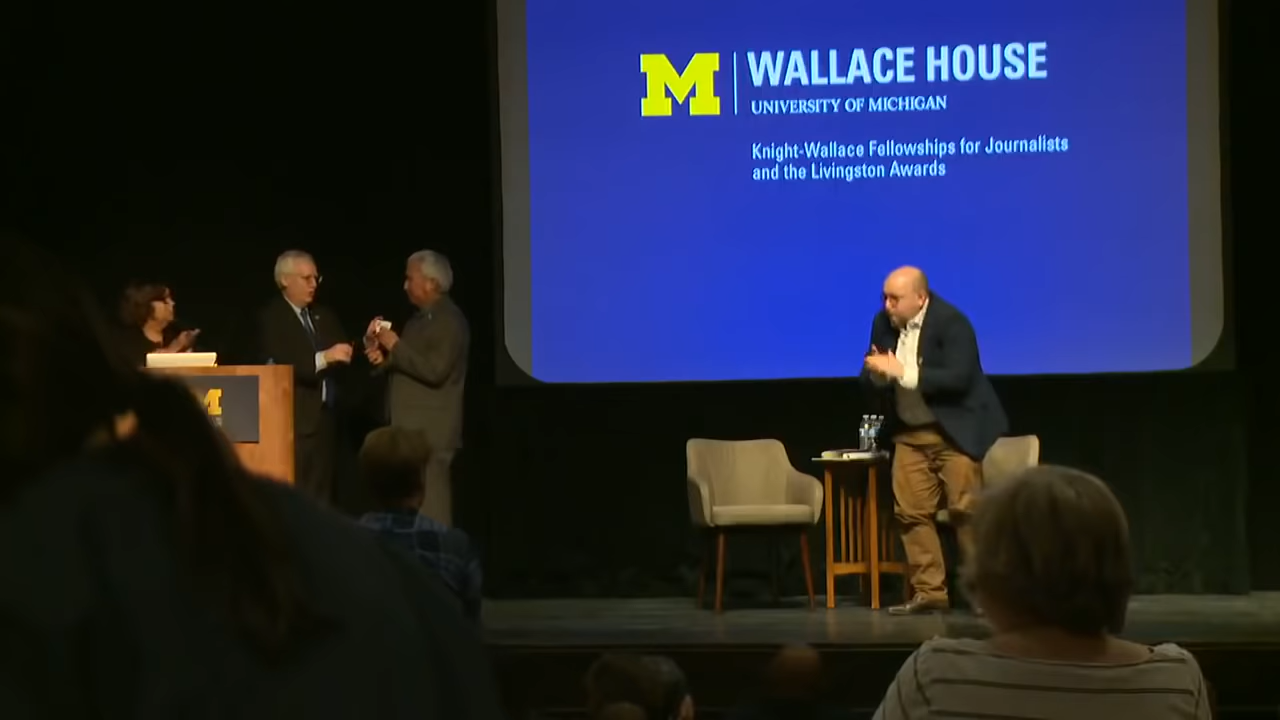 M WALLACE HOUSE
UNIVERSITY OF MICHIGAN
Knight-Wallace Fellowships for Journalists
and the Livingston Awards
M